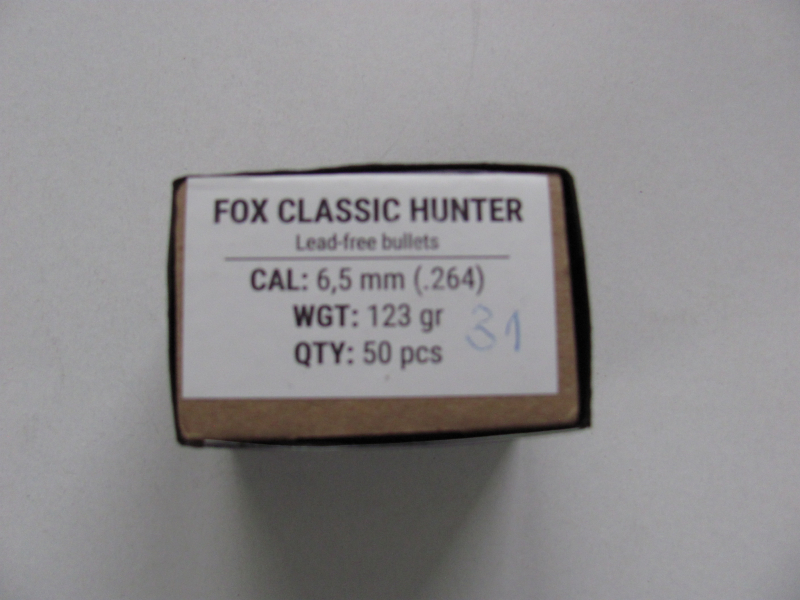 FOX CLASSIC HUNTER
Lead-free bullets
CAL: 6,5 mm (.264)
WGT: 123 gr
QTY: 50 pcs
31